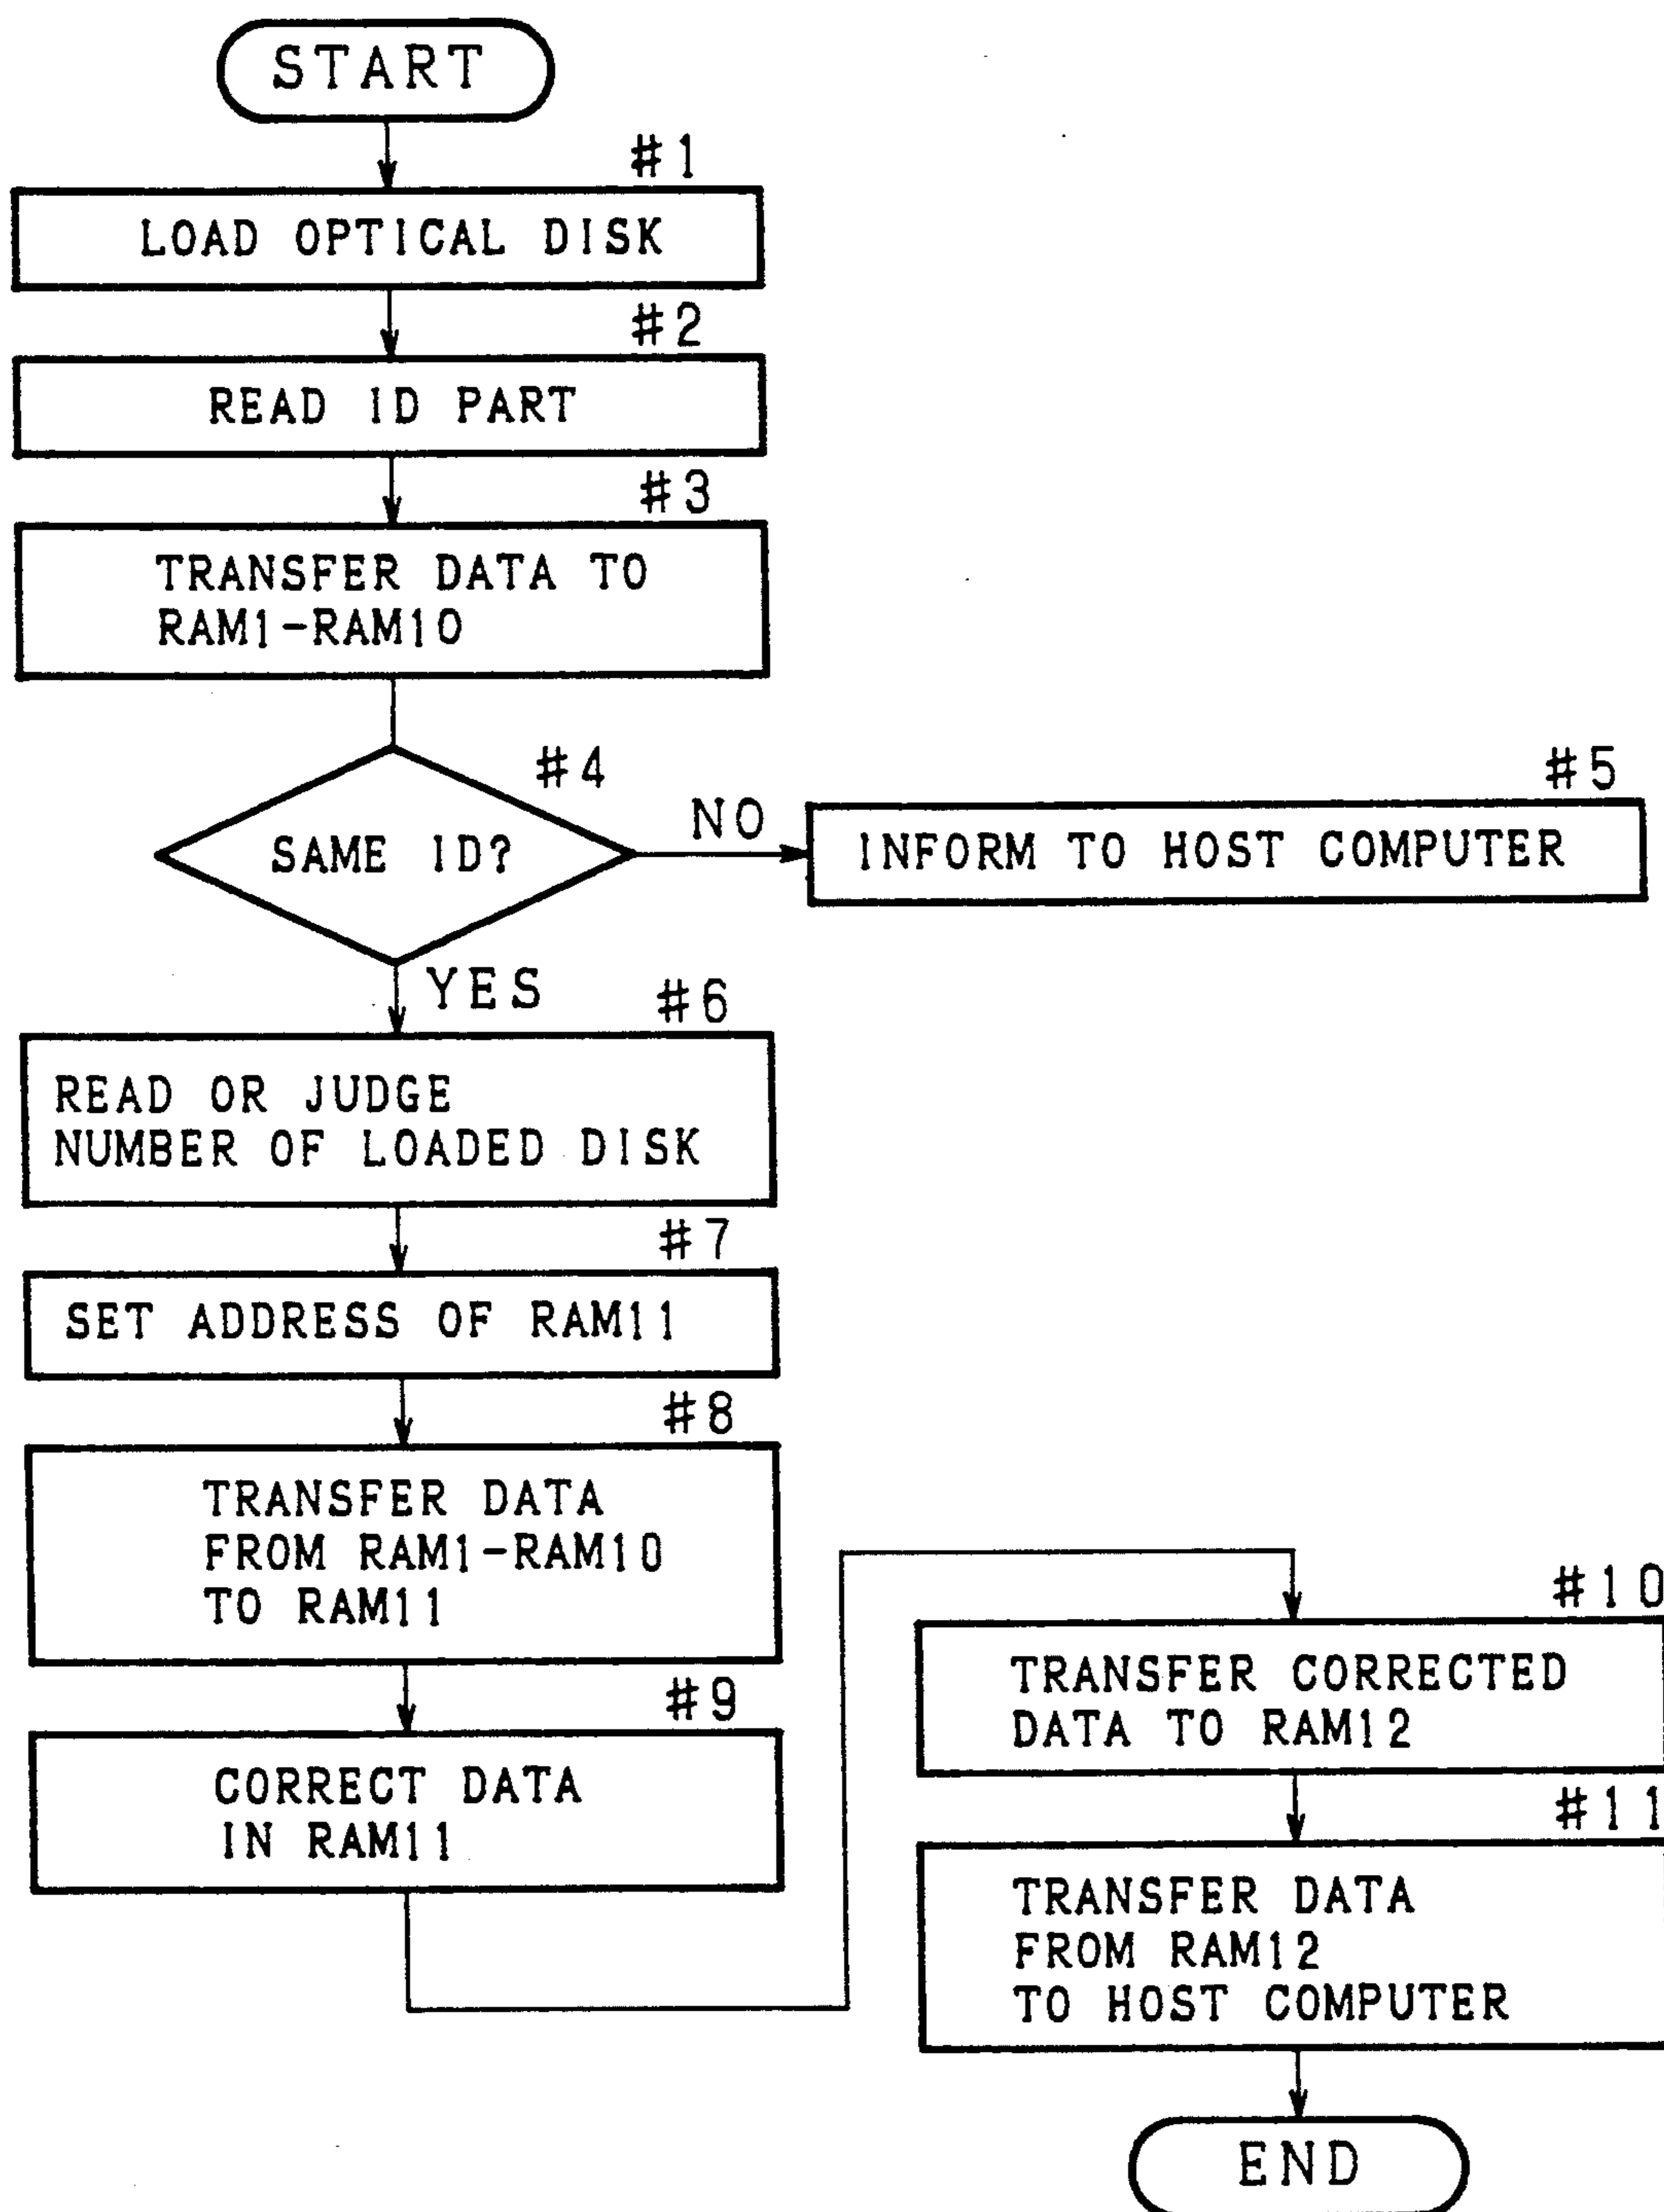 START
#1
LOAD OPTICAL DISK
#2
READ ID PART
#3
TRANSFER DATA TO
RAM1-RAM10
#4
SAME ID?
NO
#5
INFORM TO HOST COMPUTER
YES
#6
READ OR JUDGE
NUMBER OF LOADED DISK
#7
SET ADDRESS OF RAM11
#8
TRANSFER DATA
FROM RAM1-RAM10
TO RAM11
#9
CORRECT DATA
IN RAM11
#10
TRANSFER CORRECTED
DATA TO RAM12
#11
TRANSFER DATA
FROM RAM12
TO HOST COMPUTER
END